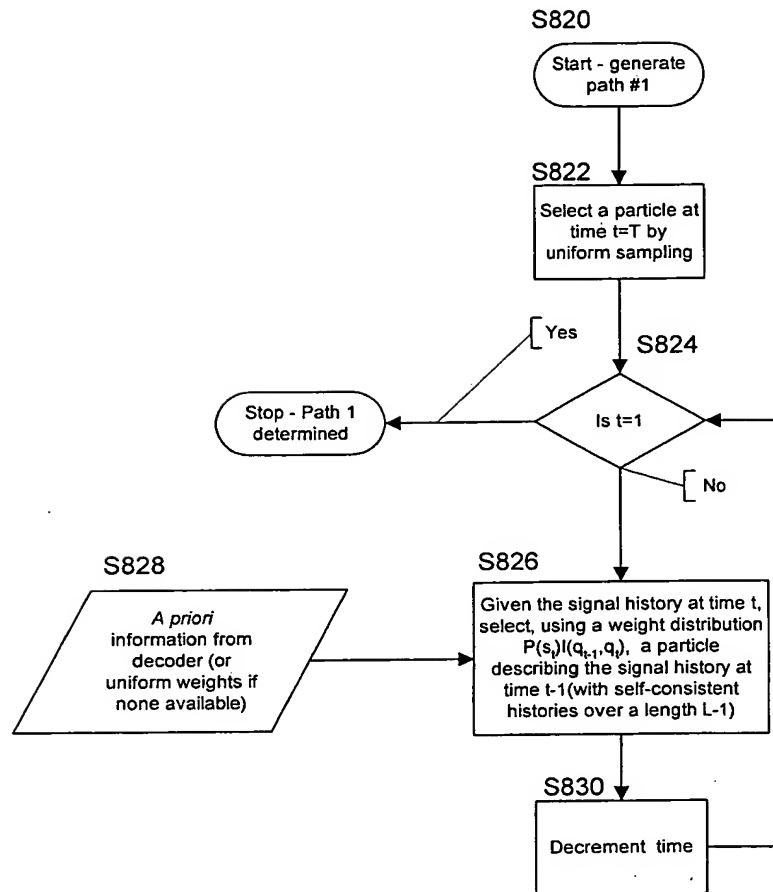 S820
Start - generate
path #1
S822
Select a particle at
time t=T by
uniform sampling
Yes
S824
Stop - Path 1
determined
Is t=1
No
S828
A priori
information from
decoder (or
uniform weights if
none available)
S826
Given the signal history at time t,
select, using a weight distribution
P(sₜ)I(qₜ₋₁,qₜ), a particle
describing the signal history at
time t-1(with self-consistent
histories over a length L-1)
S830
Decrement time